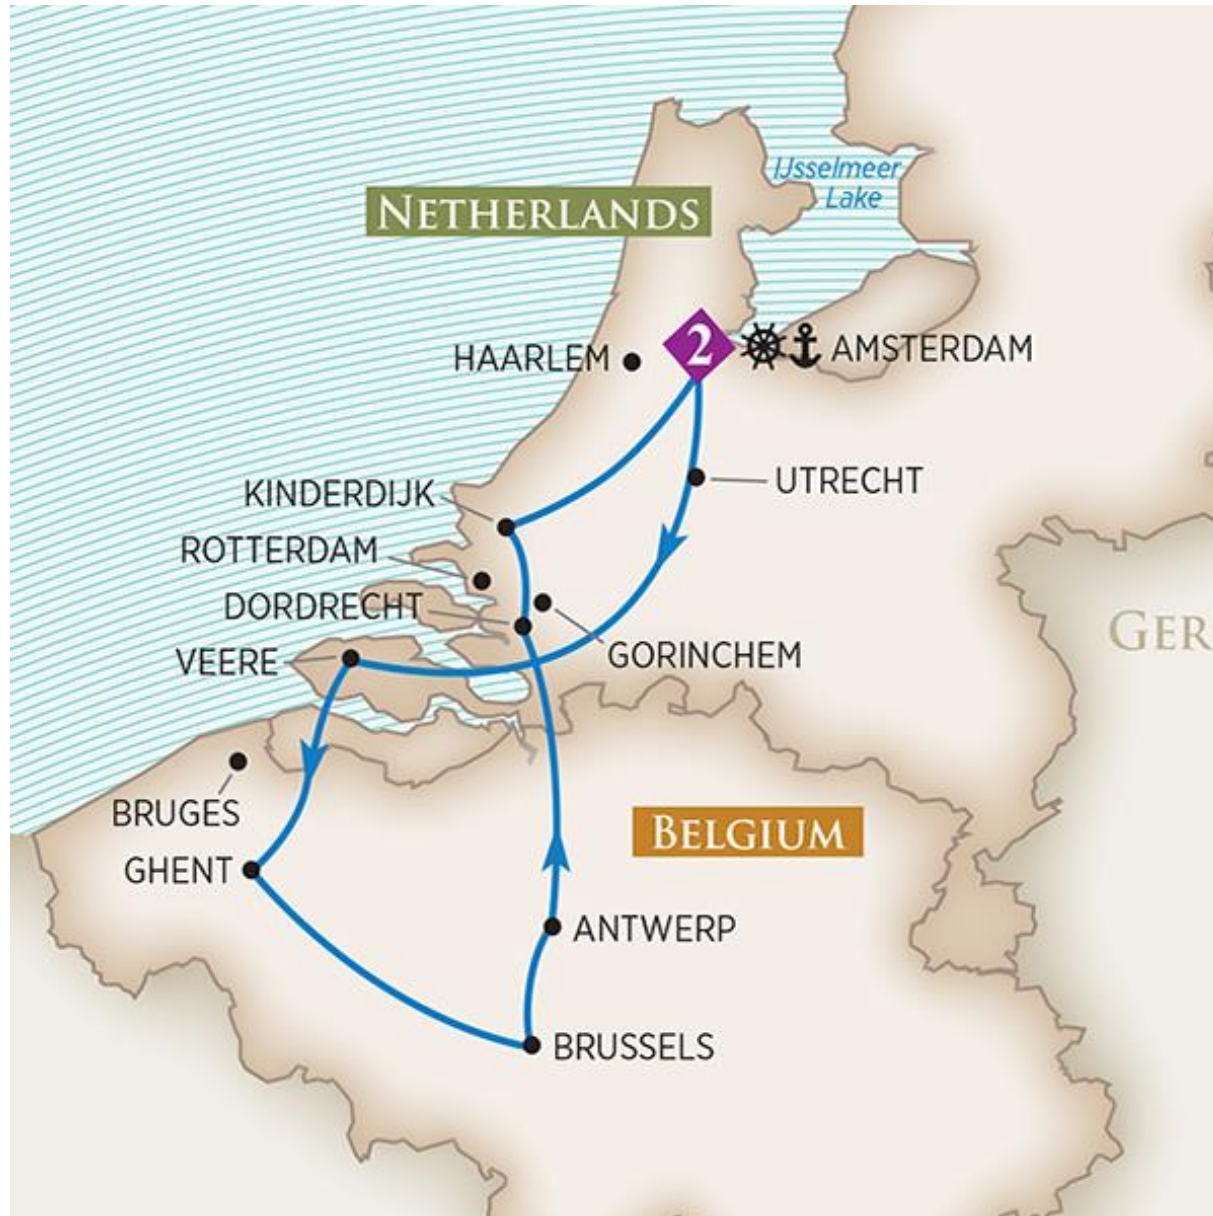 IJsselmeer
Lake
NETHERLANDS
2
HAARLEM
AMSTERDAM
KINDERDIJK
UTRECHT
ROTTERDAM
DORDRECHT
GER
VEERE
GORINCHEM
BRUGES
BELGIUM
GHENT
ANTWERP
BRUSSELS